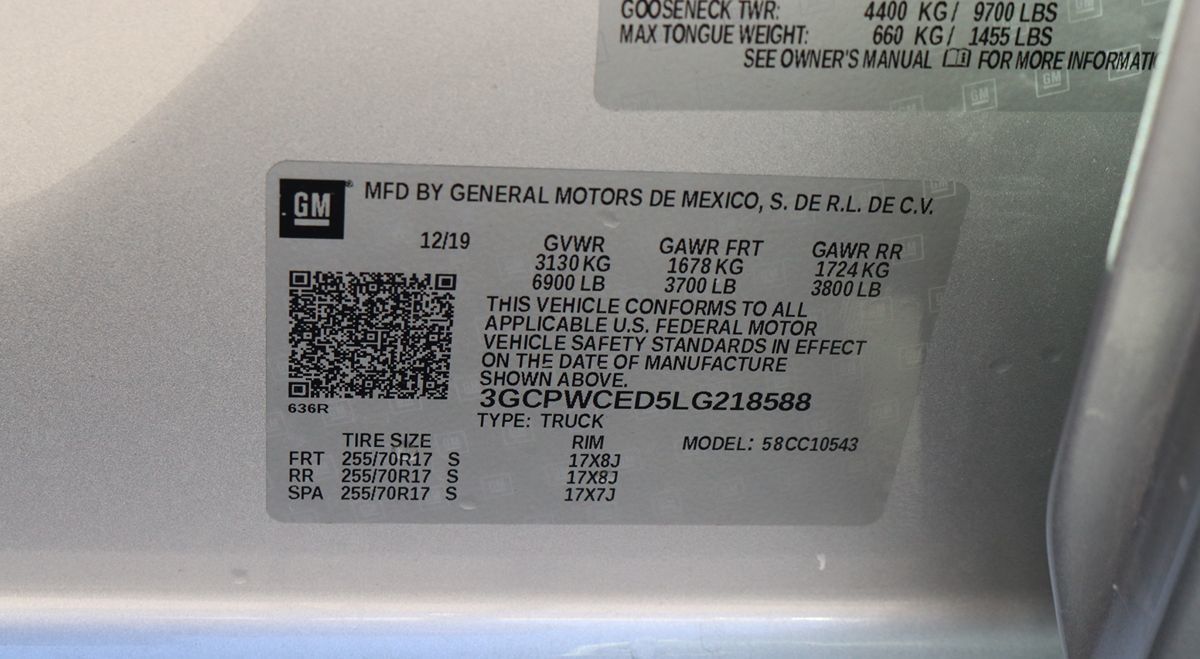 GOOSENECK TWR: 4400 KG/ 9700 LBS
MAX TONGUE WEIGHT: 660 KG/ 1455 LBS
SEE OWNER'S MANUAL FOR MORE INFORMATI
GM ® MFD BY GENERAL MOTORS DE MEXICO, S. DE R.L. DE C.V.
12/19 GVWR GAWR FRT GAWR RR
3130 KG 1678 KG 1724 KG
6900 LB 3700 LB 3800 LB
THIS VEHICLE CONFORMS TO ALL
APPLICABLE U.S. FEDERAL MOTOR
VEHICLE SAFETY STANDARDS IN EFFECT
ON THE DATE OF MANUFACTURE
SHOWN ABOVE.
636R 3GCPWCED5LG218588
TYPE: TRUCK
TIRE SIZE RIM MODEL: 58CC10543
FRT 255/70R17 S 17X8J
RR 255/70R17 S 17X8J
SPA 255/70R17 S 17X7J